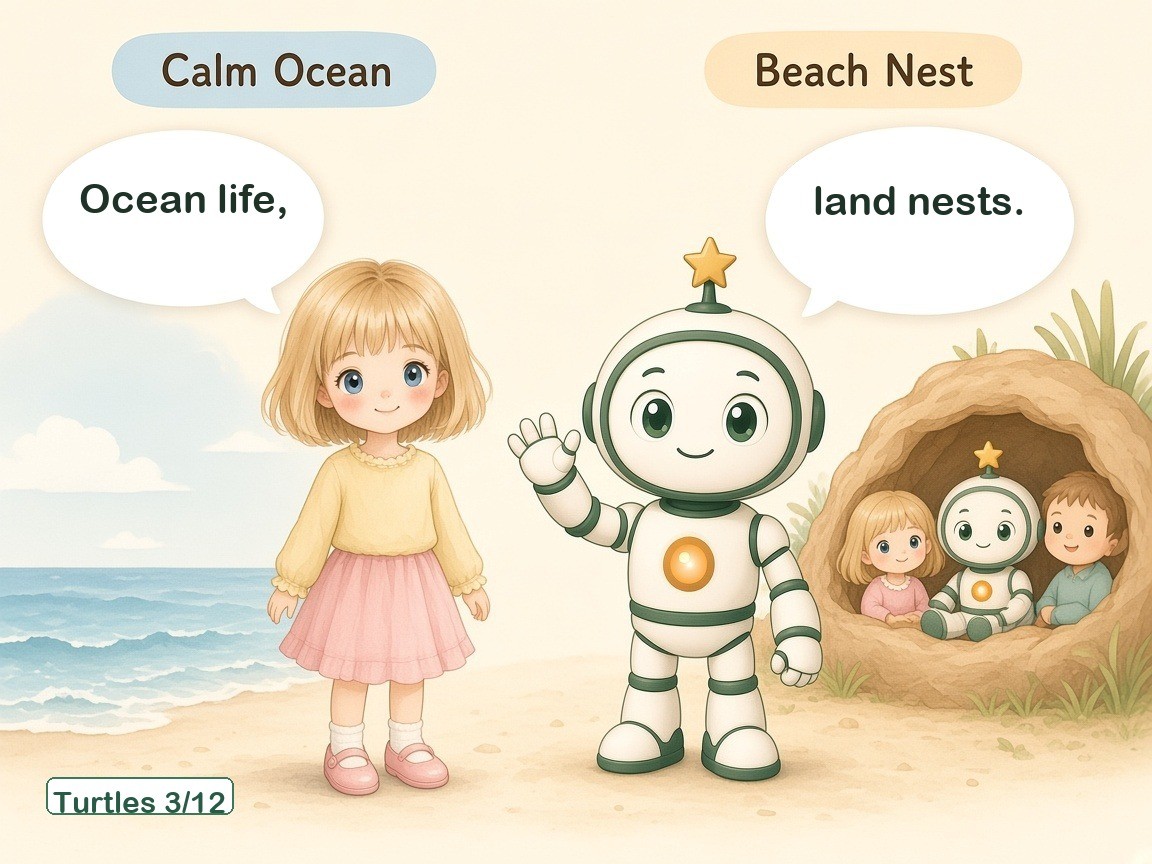 Calm Ocean
Beach Nest
Ocean life,
land nests.
Turtles 3/12